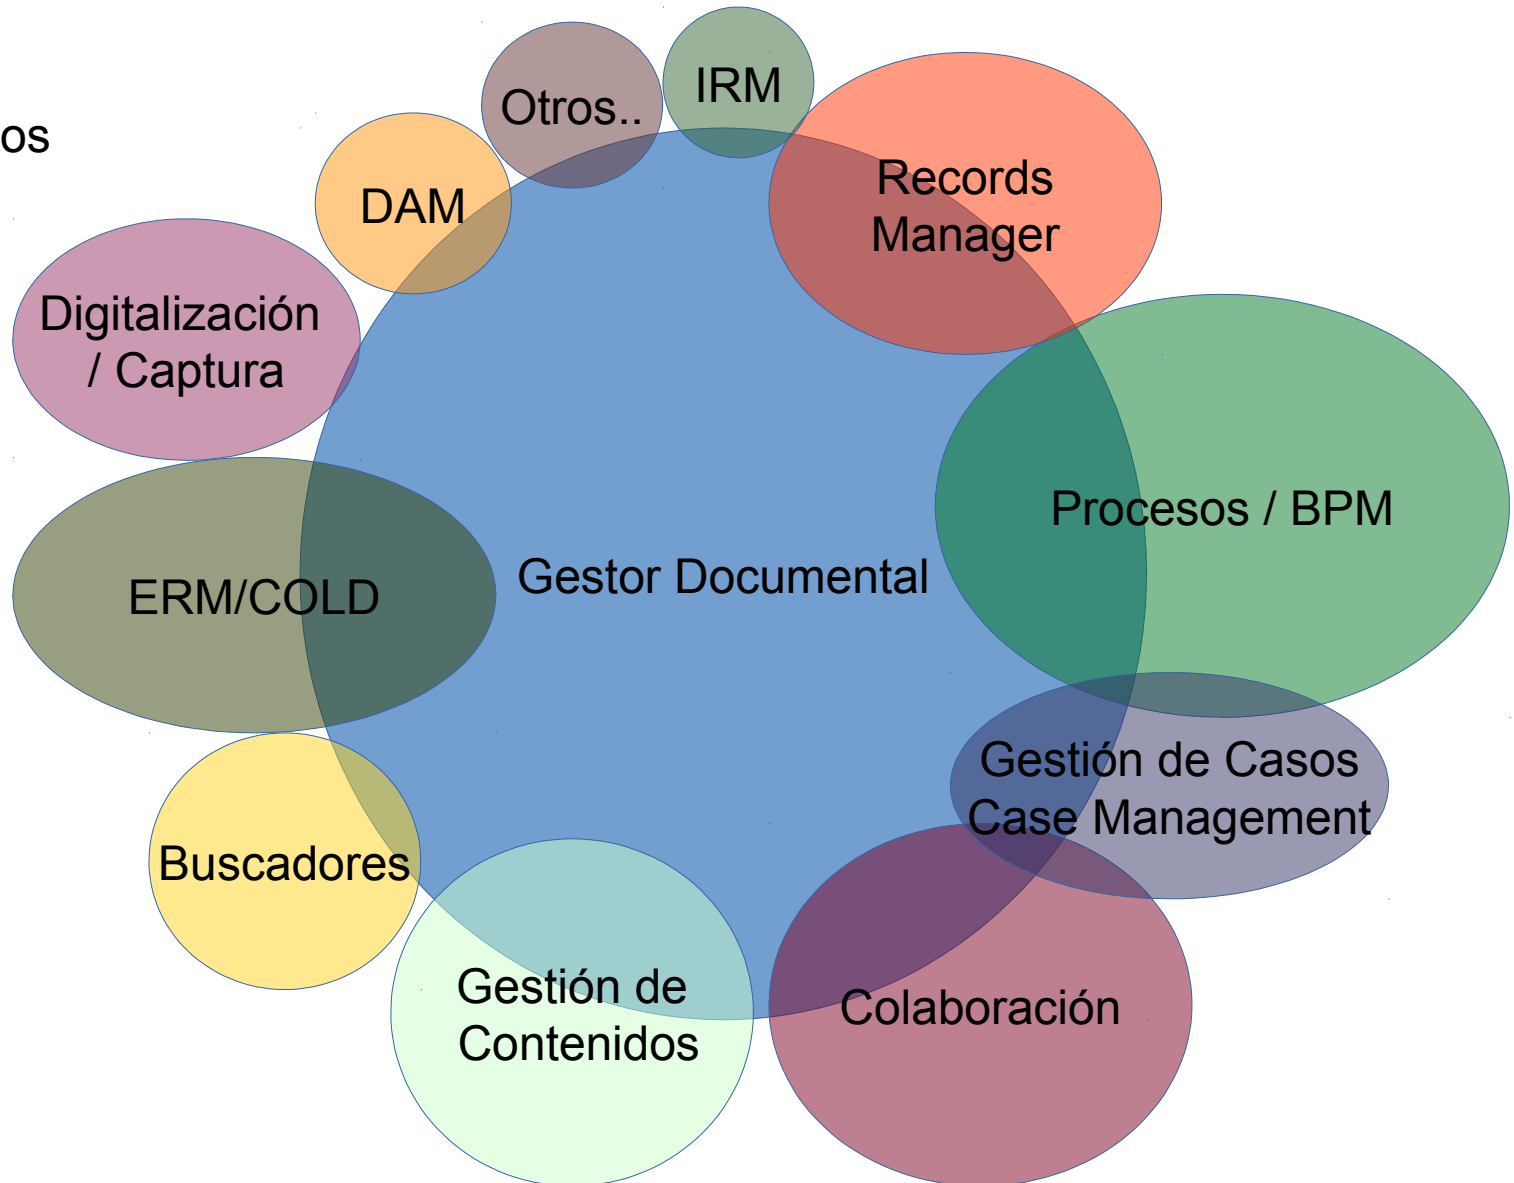 IRM
Otros..
os
DAM
Records
Manager
Digitalización
/ Captura
Procesos / BPM
Gestor Documental
ERM/COLD
Gestión de Casos
Case Management
Buscadores
Gestión de
Contenidos
Colaboración